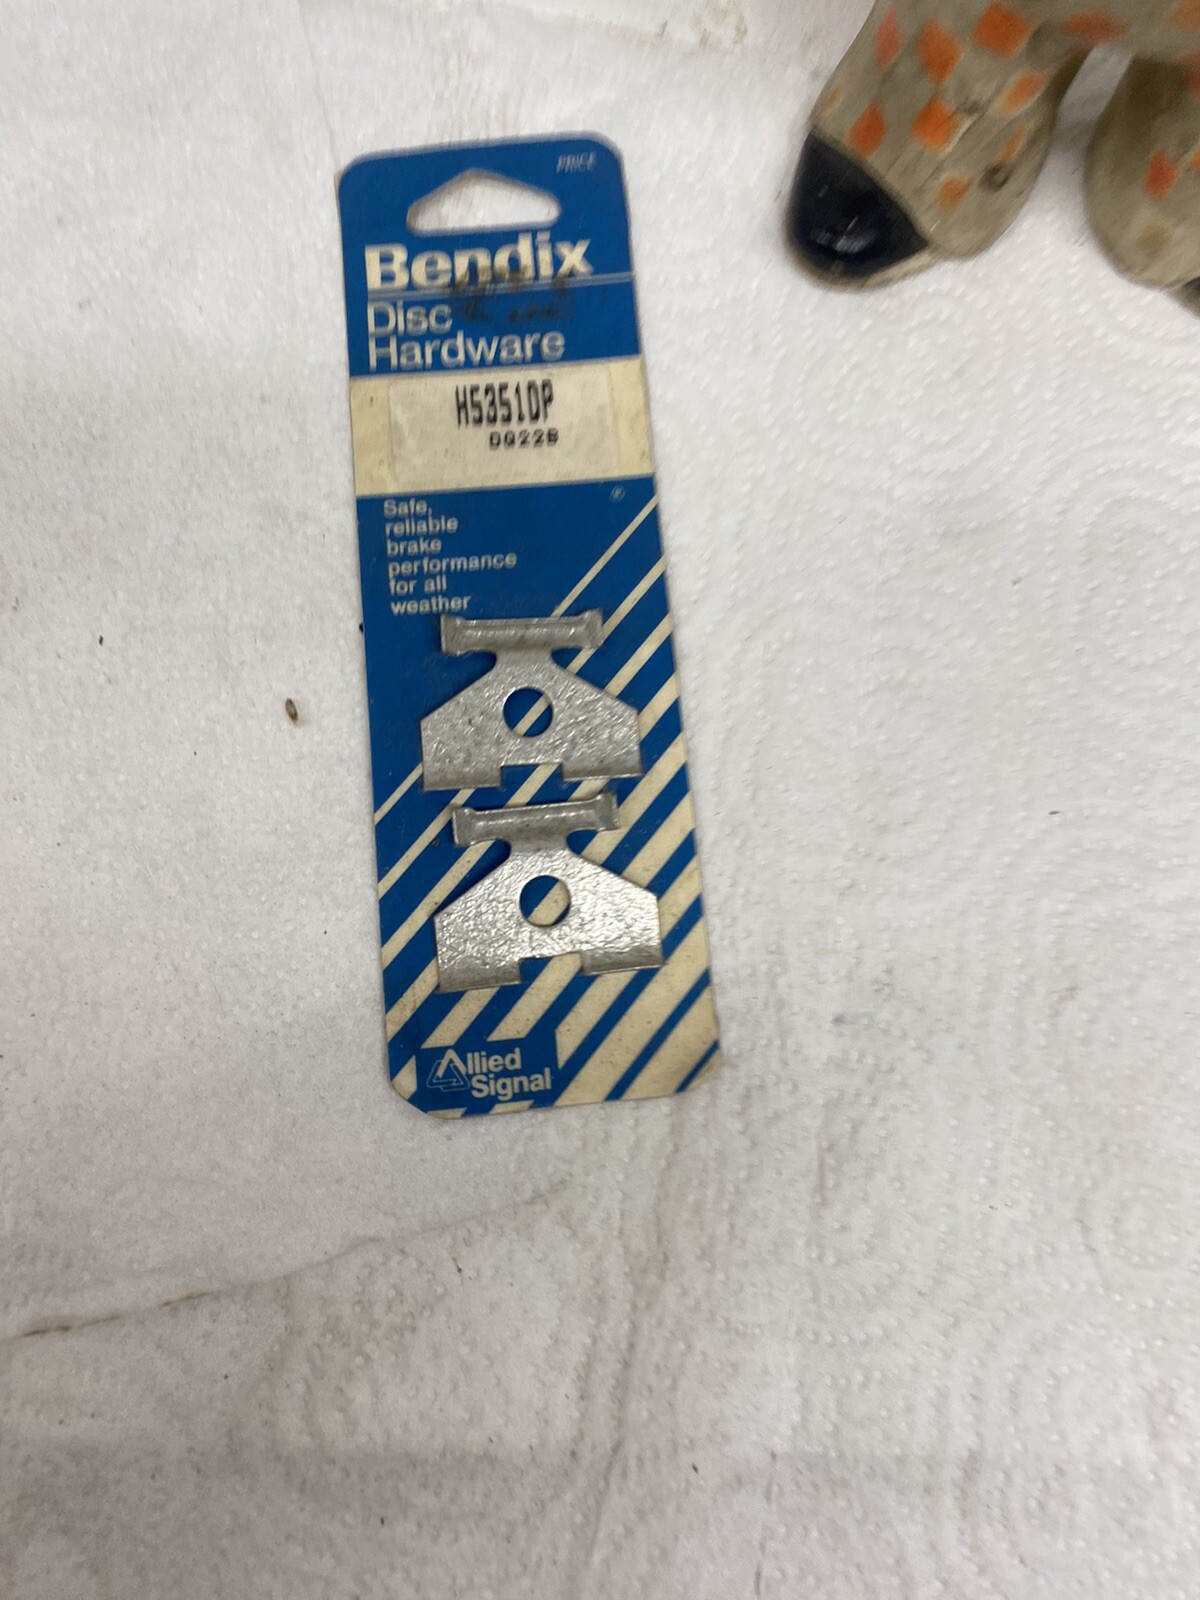 PRICE
Bendix
Disc
Hardware
H5351DP
DQ22B
®
Safe,
reliable
brake
performance
for all
weather
Allied
Signal